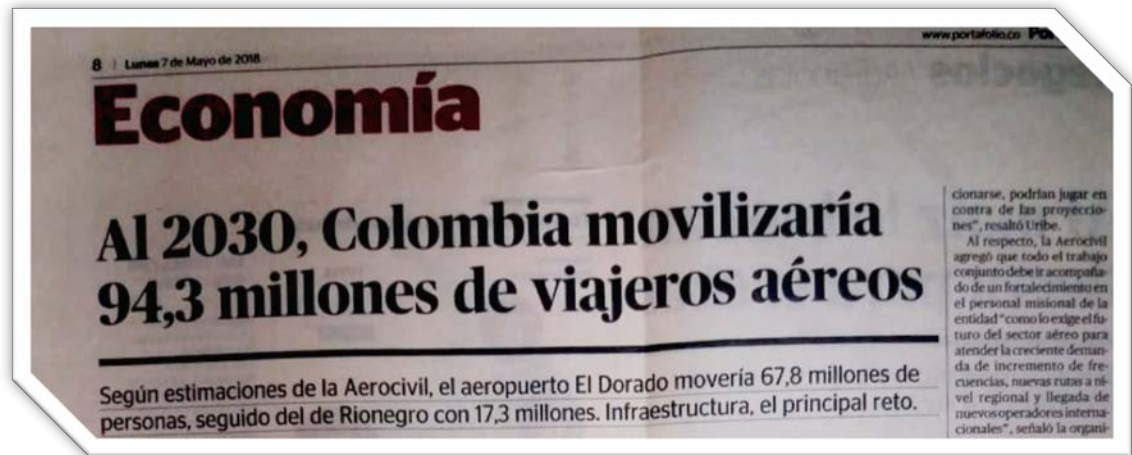 8 | Lunes 7 de Mayo de 2018
www.portafolio.co
Economía
Al 2030, Colombia movilizaría
94,3 millones de viajeros aéreos
Según estimaciones de la Aerocivil, el aeropuerto El Dorado movería 67,8 millones de
personas, seguido del de Rionegro con 17,3 millones. Infraestructura, el principal reto.
cionarse, podrían jugar en
contra de las proyeccio-
nes", resaltó Uribe.
Al respecto, la Aerocivil
agregó que todo el trabajo
conjunto debe ir acompaña-
do de un fortalecimiento en
el personal misional de la
entidad "como lo exige el fu-
turo del sector aéreo para
atender la creciente deman-
da de incremento de fre-
cuencias, nuevas rutas a ni-
vel regional y llegada de
nuevos operadores interna-
cionales", señaló la organi-